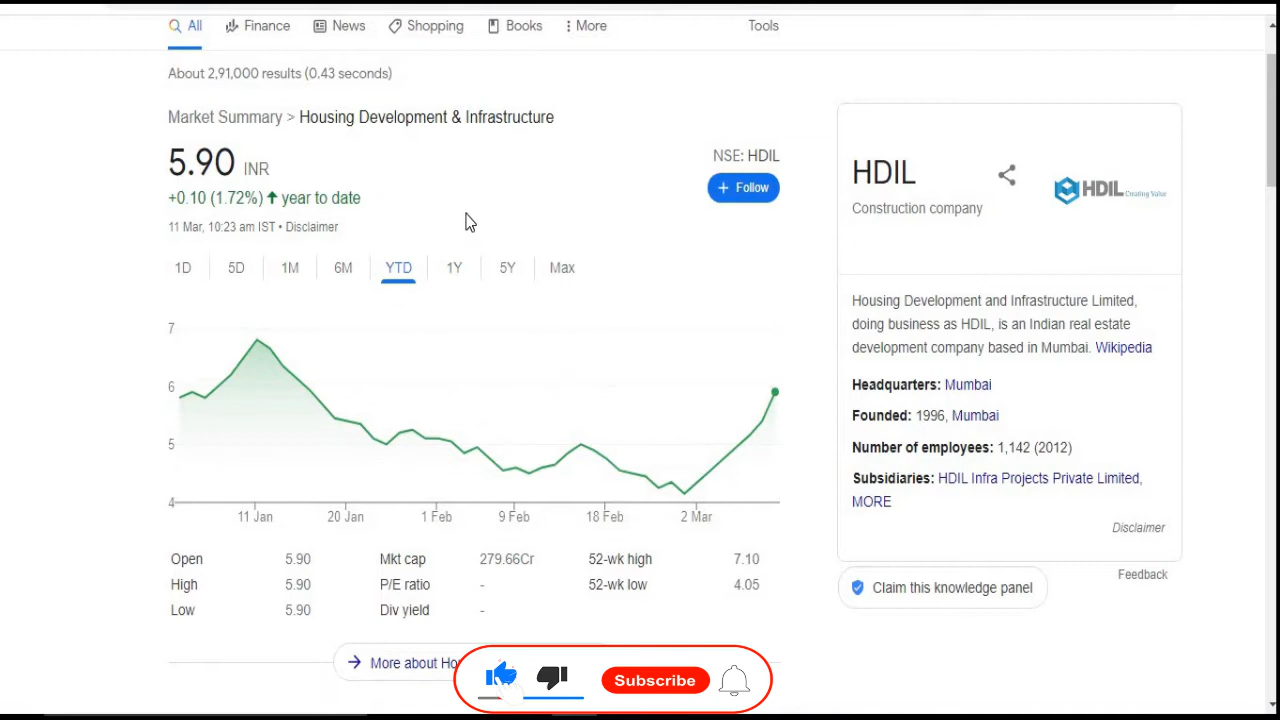 All Finance News Shopping Books More Tools
About 2,91,000 results (0.43 seconds)
Market Summary > Housing Development & Infrastructure
5.90 INR
NSE: HDIL
+ Follow
+0.10 (1.72%) ↑ year to date
11 Mar, 10:23 am IST • Disclaimer
1D 5D 1M 6M YTD 1Y 5Y Max
7
6
5
4
11 Jan 20 Jan 1 Feb 9 Feb 18 Feb 2 Mar
Open 5.90 Mkt cap 279.66Cr 52-wk high 7.10
High 5.90 P/E ratio - 52-wk low 4.05
Low 5.90 Div yield -
More about Ho
Subscribe
HDIL
Construction company
HDIL Creating Value
Housing Development and Infrastructure Limited,
doing business as HDIL, is an Indian real estate
development company based in Mumbai. Wikipedia
Headquarters: Mumbai
Founded: 1996, Mumbai
Number of employees: 1,142 (2012)
Subsidiaries: HDIL Infra Projects Private Limited,
MORE
Disclaimer
Feedback
Claim this knowledge panel